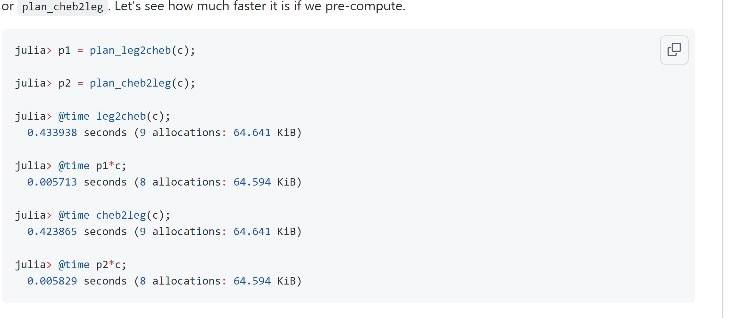 or plan_cheb2leg. Let's see how much faster it is if we pre-compute.
julia> p1 = plan_leg2cheb(c);
julia> p2 = plan_cheb2leg(c);
julia> @time leg2cheb(c);
0.433938 seconds (9 allocations: 64.641 KiB)
julia> @time p1*c;
0.005713 seconds (8 allocations: 64.594 KiB)
julia> @time cheb2leg(c);
0.423865 seconds (9 allocations: 64.641 KiB)
julia> @time p2*c;
0.005829 seconds (8 allocations: 64.594 KiB)